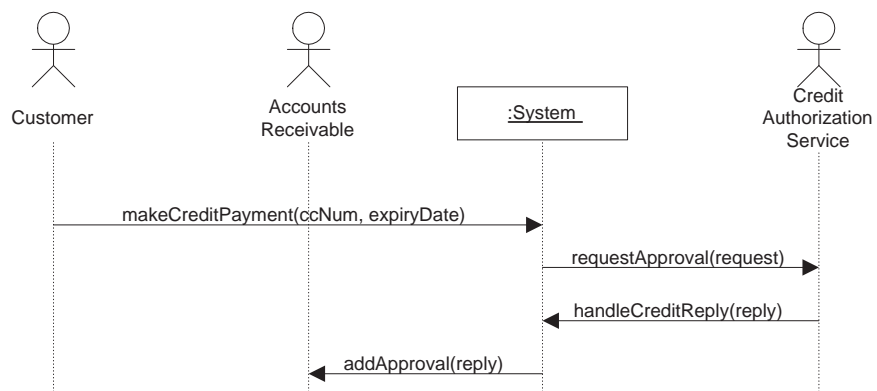 Customer
Accounts
Receivable
:System
Credit
Authorization
Service
makeCreditPayment(ccNum, expiryDate)
requestApproval(request)
handleCreditReply(reply)
addApproval(reply)